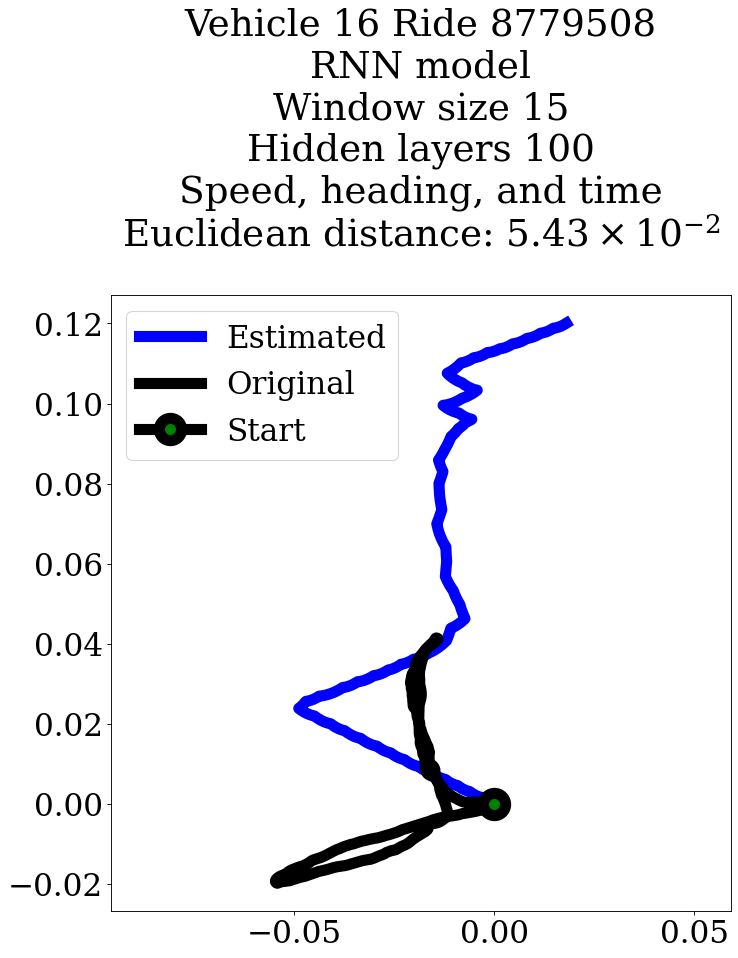 Vehicle 16 Ride 8779508
RNN model
Window size 15
Hidden layers 100
Speed, heading, and time
Euclidean distance: 5.43 × 10⁻²
Estimated
Original
Start
0.12
0.10
0.08
0.06
0.04
0.02
0.00
−0.02
−0.05 0.00 0.05